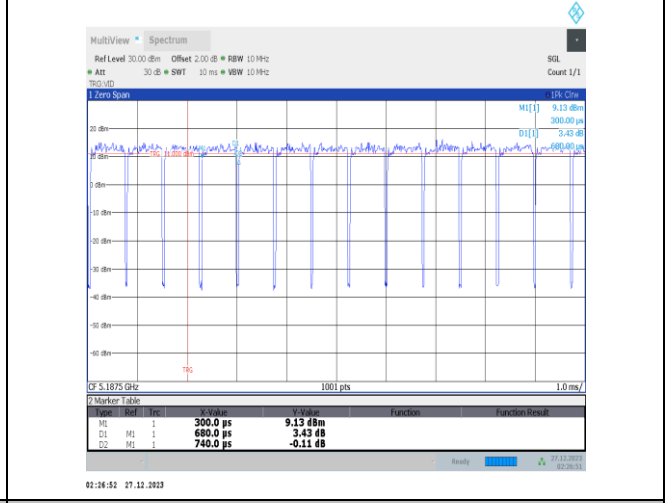 MultiView Spectrum
Ref Level 30.00 dBm Offset 2.00 dB RBW 10 MHz SGL
Att 30 dB SWT 10 ms VBW 10 MHz Count 1/1
TRG:VID
1 Zero Span 1Pk Clrw
M1[1] 9.13 dBm
300.00 µs
20 dBm
D1[1] 3.43 dB
680.00 µs
10 dBm
TRG 11.000 dBm
M1
0 dBm
-10 dBm
-20 dBm
-30 dBm
-40 dBm
-50 dBm
-60 dBm
TRG
CF 5.1875 GHz 1001 pts 1.0 ms/
2 Marker Table
Type Ref Trc X-Value Y-Value Function Function Result
M1 1 300.0 µs 9.13 dBm
D1 M1 1 680.0 µs 3.43 dB
D2 M1 1 740.0 µs -0.11 dB
Ready 27.12.2023
02:26:51
02:26:52 27.12.2023